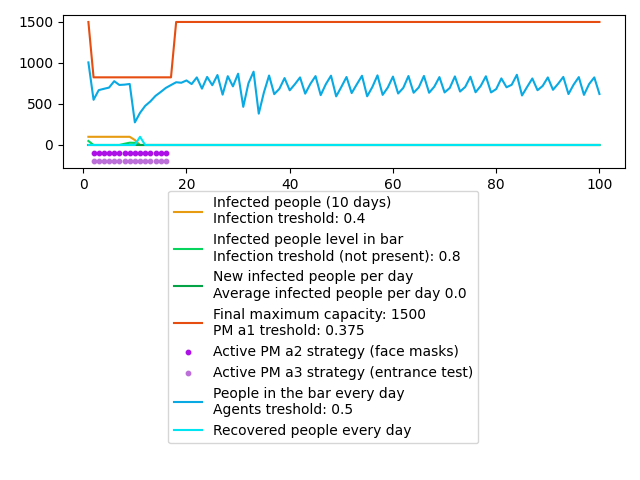 1500
1000
500
0
0 20 40 60 80 100
Infected people (10 days)
Infection treshold: 0.4
Infected people level in bar
Infection treshold (not present): 0.8
New infected people per day
Average infected people per day 0.0
Final maximum capacity: 1500
PM a1 treshold: 0.375
Active PM a2 strategy (face masks)
Active PM a3 strategy (entrance test)
People in the bar every day
Agents treshold: 0.5
Recovered people every day